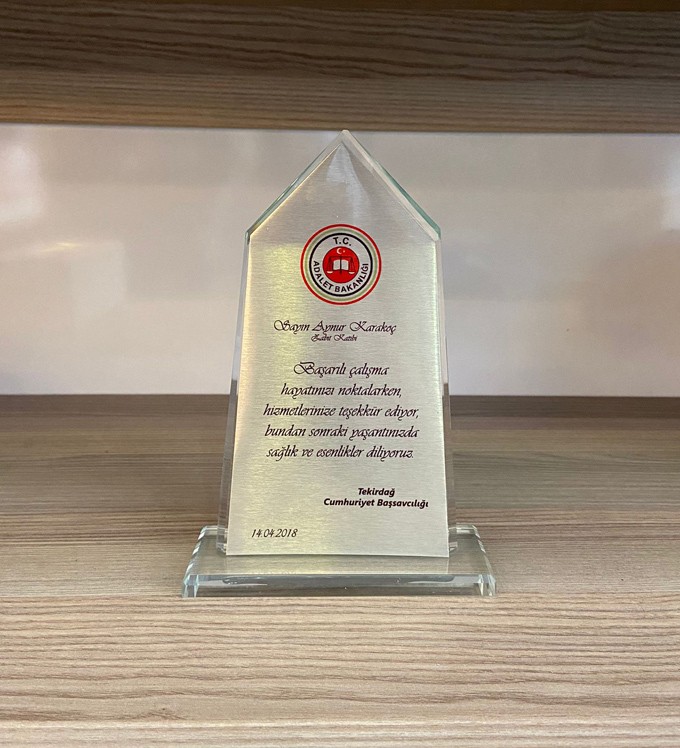 T.C.
ADALET BAKANLIĞI
Sayın Aynur Karakoç
Zabıt Katibi
Başarılı çalışma
hayatınızı noktalarken,
hizmetlerinize teşekkür ediyor,
bundan sonraki yaşantınızda
sağlık ve esenlikler diliyoruz.
Tekirdağ
Cumhuriyet Başsavcılığı
14.04.2018